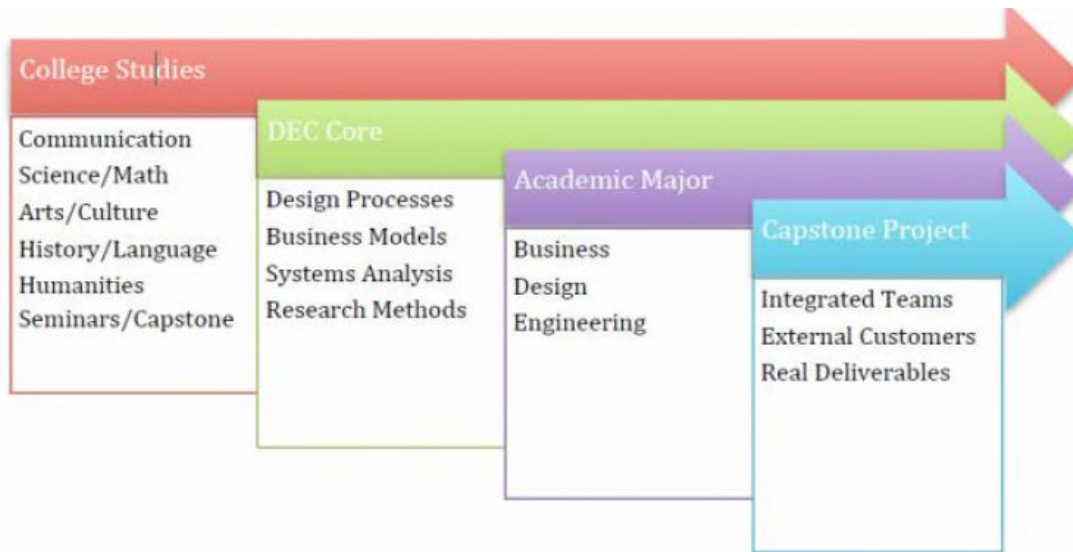 College Studies
Communication
Science/Math
Arts/Culture
History/Language
Humanities
Seminars/Capstone
DEC Core
Design Processes
Business Models
Systems Analysis
Research Methods
Academic Major
Business
Design
Engineering
Capstone Project
Integrated Teams
External Customers
Real Deliverables